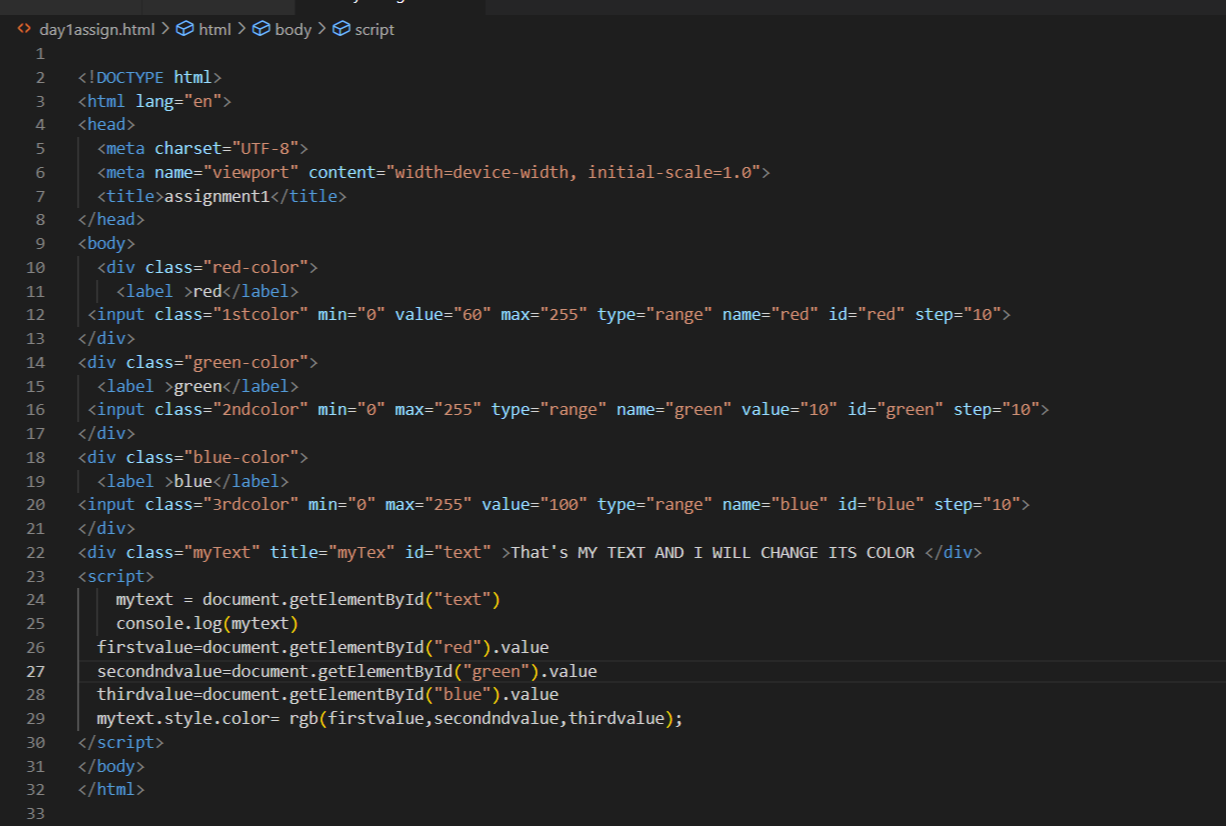 day1assign.html > html > body > script
1
2 <!DOCTYPE html>
3 <html lang="en">
4 <head>
5   <meta charset="UTF-8">
6   <meta name="viewport" content="width=device-width, initial-scale=1.0">
7   <title>assignment1</title>
8 </head>
9 <body>
10   <div class="red-color">
11     <label >red</label>
12  <input class="1stcolor" min="0" value="60" max="255" type="range" name="red" id="red" step="10">
13 </div>
14 <div class="green-color">
15   <label >green</label>
16  <input class="2ndcolor" min="0" max="255" type="range" name="green" value="10" id="green" step="10">
17 </div>
18 <div class="blue-color">
19   <label >blue</label>
20 <input class="3rdcolor" min="0" max="255" value="100" type="range" name="blue" id="blue" step="10">
21 </div>
22 <div class="myText" title="myTex" id="text" >That's MY TEXT AND I WILL CHANGE ITS COLOR </div>
23 <script>
24     mytext = document.getElementById("text")
25     console.log(mytext)
26   firstvalue=document.getElementById("red").value
27   secondndvalue=document.getElementById("green").value
28   thirdvalue=document.getElementById("blue").value
29   mytext.style.color= rgb(firstvalue,secondndvalue,thirdvalue);
30 </script>
31 </body>
32 </html>
33